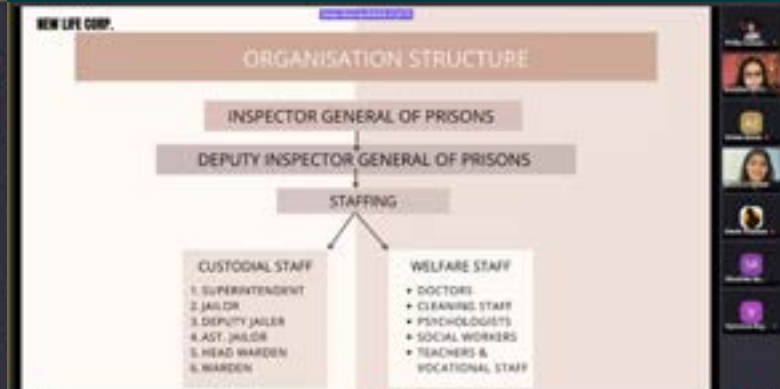 NEW LIFE CORP.
ORGANISATION STRUCTURE
INSPECTOR GENERAL OF PRISONS
DEPUTY INSPECTOR GENERAL OF PRISONS
STAFFING
CUSTODIAL STAFF
1. SUPERINTENDENT
2. JAILOR
3. DEPUTY JAILER
4. AST. JAILOR
5. HEAD WARDEN
6. WARDEN
WELFARE STAFF
• DOCTORS
• CLEANING STAFF
• PSYCHOLOGISTS
• SOCIAL WORKERS
• TEACHERS &
VOCATIONAL STAFF